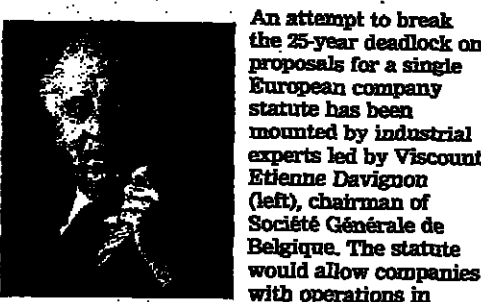 An attempt to break
the 25-year deadlock on
proposals for a single
European company
statute has been
mounted by industrial
experts led by Viscount
Etienne Davignon
(left), chairman of
Société Générale de
Belgique. The statute
would allow companies
with operations in